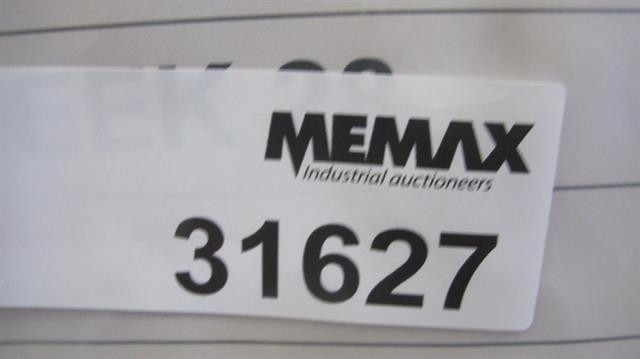 MEMAX
Industrial auctioneers
31627